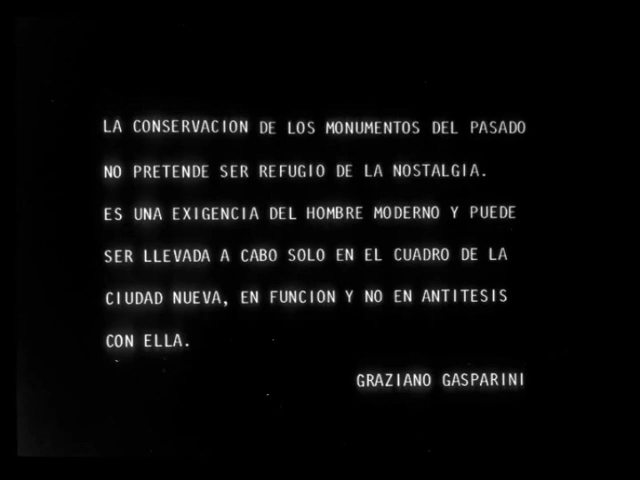 LA CONSERVACION DE LOS MONUMENTOS DEL PASADO
NO PRETENDE SER REFUGIO DE LA NOSTALGIA.
ES UNA EXIGENCIA DEL HOMBRE MODERNO Y PUEDE
SER LLEVADA A CABO SOLO EN EL CUADRO DE LA
CIUDAD NUEVA, EN FUNCION Y NO EN ANTITESIS
CON ELLA.
GRAZIANO GASPARINI